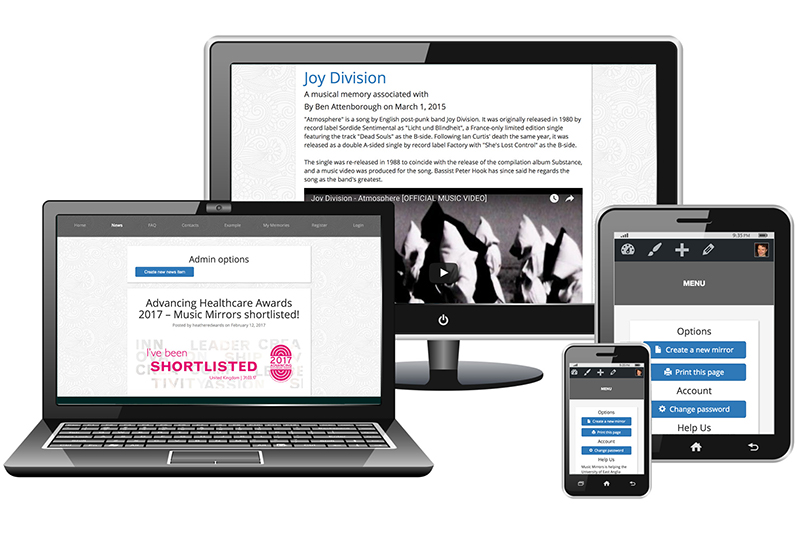 Joy Division
A musical memory associated with
By Ben Attenborough on March 1, 2015
"Atmosphere" is a song by English post-punk band Joy Division. It was originally released in 1980 by
record label Sordide Sentimental as "Licht und Blindheit", a France-only limited edition single
featuring the track "Dead Souls" as the B-side. Following Ian Curtis' death the same year, it was
released as a double A-sided single by record label Factory with "She's Lost Control" as the B-side.
The single was re-released in 1988 to coincide with the release of the compilation album Substance,
and a music video was produced for the song. Bassist Peter Hook has since said he regards the
song as the band's greatest.
Joy Division - Atmosphere [OFFICIAL MUSIC VIDEO]
Home News FAQ Contacts Example My Memories Register Login
Admin options
Create new news item
Advancing Healthcare Awards
2017 – Music Mirrors shortlisted!
Posted by heatheredwards on February 12, 2017
INN LEADER CREA
I've been
SHORTLISTED
2017
TIVITY PASSION
United Kingdom
9:35 PM
MENU
Options
Create a new mirror
Print this page
Account
Change password
Help Us
MENU
Options
Create a new mirror
Print this page
Account
Change password
Help Us
Music Mirrors is helping the
University of East Anglia